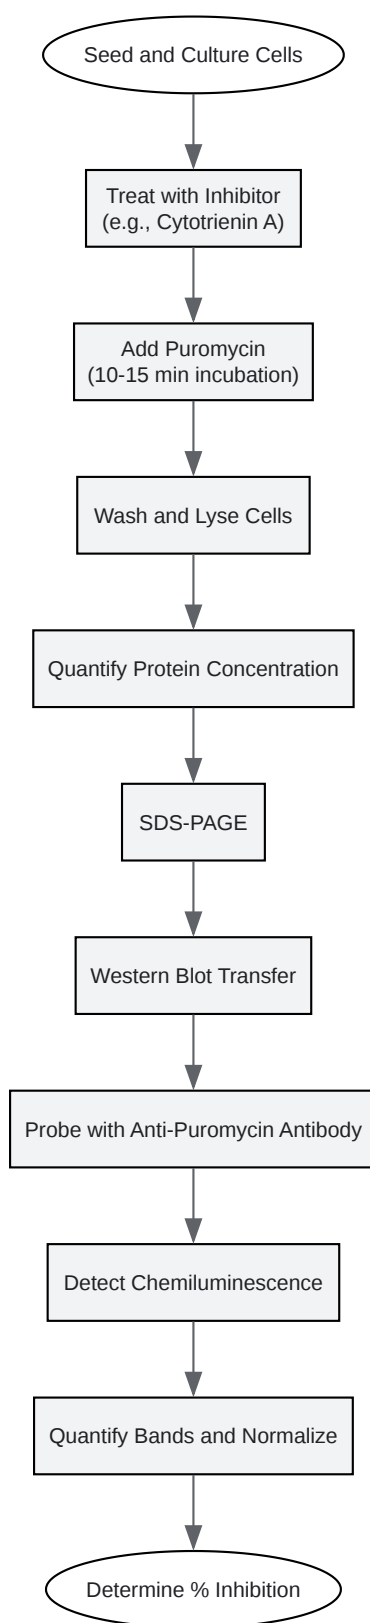 Seed and Culture Cells
Treat with Inhibitor
(e.g., Cytotrienin A)
Add Puromycin
(10-15 min incubation)
Wash and Lyse Cells
Quantify Protein Concentration
SDS-PAGE
Western Blot Transfer
Probe with Anti-Puromycin Antibody
Detect Chemiluminescence
Quantify Bands and Normalize
Determine % Inhibition